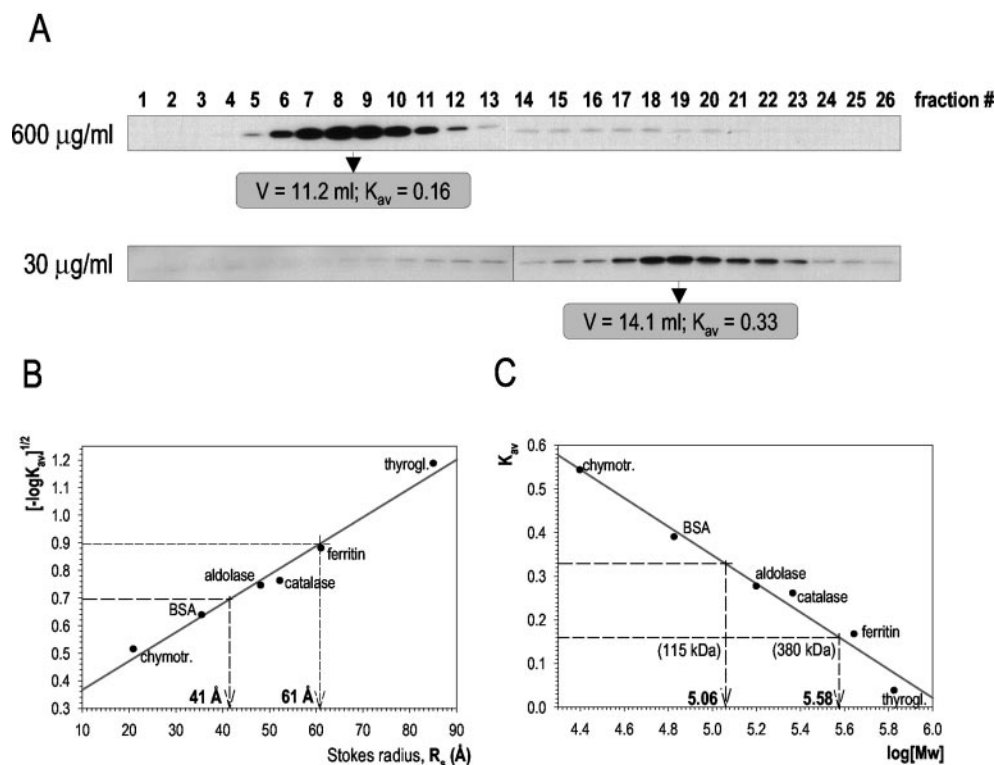 A
1 2 3 4 5 6 7 8 9 10 11 12 13 14 15 16 17 18 19 20 21 22 23 24 25 26 fraction #
600 µg/ml
V = 11.2 ml; Kav = 0.16
30 µg/ml
V = 14.1 ml; Kav = 0.33
B
[-logKav]1/2
1.2
1.1
1.0
0.9
0.8
0.7
0.6
0.5
0.4
0.3
thyrogl.
ferritin
aldolase
catalase
BSA
chymotr.
41 Å
61 Å
10 20 30 40 50 60 70 80 90
Stokes radius, Rs (Å)
C
Kav
0.6
0.5
0.4
0.3
0.2
0.1
0.0
chymotr.
BSA
aldolase
catalase
ferritin
(115 kDa)
(380 kDa)
5.06
5.58
thyrogl.
4.4 4.6 4.8 5.0 5.2 5.4 5.6 5.8 6.0
log[Mw]